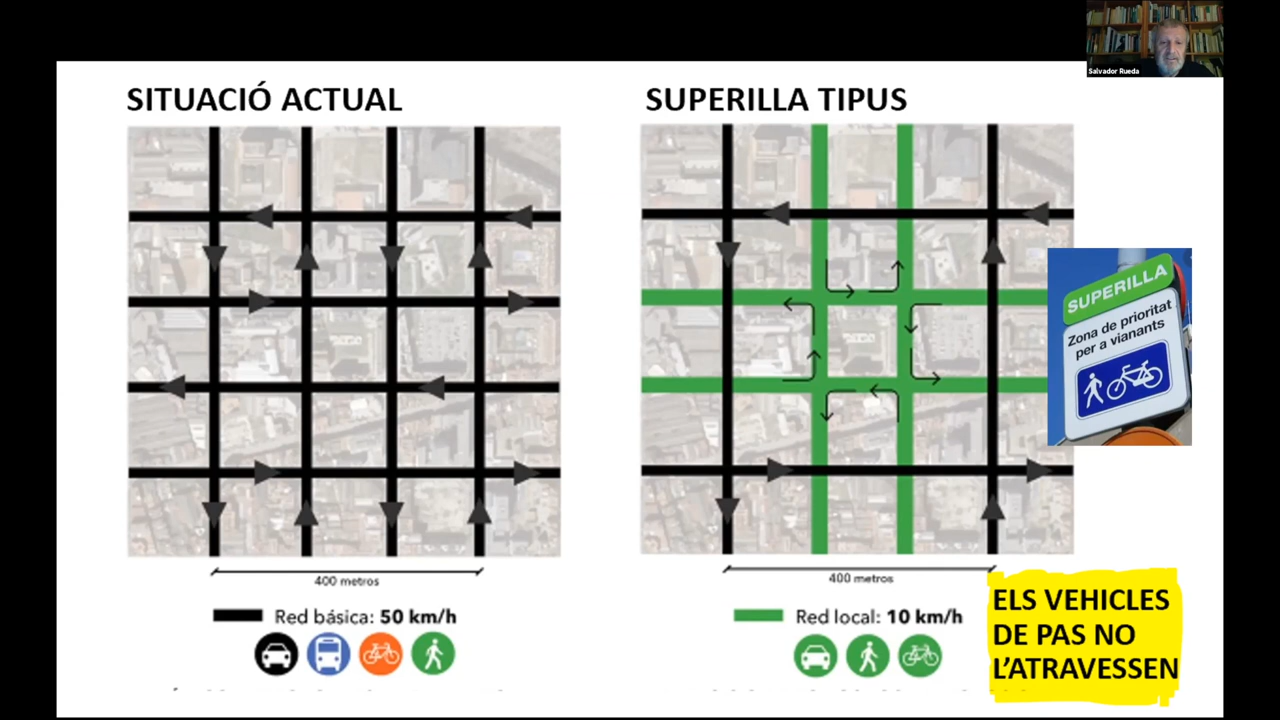 Salvador Rueda
SITUACIÓ ACTUAL
SUPERILLA TIPUS
SUPERILLA
Zona de prioritat
per a vianants
400 metros
400 metros
Red básica: 50 km/h
Red local: 10 km/h
ELS VEHICLES
DE PAS NO
L'ATRAVESSEN